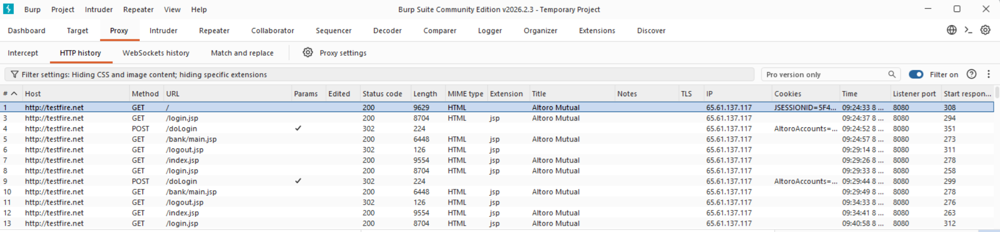 Burp Project Intruder Repeater View Help Burp Suite Community Edition v2026.2.3 - Temporary Project
Dashboard Target Proxy Intruder Repeater Collaborator Sequencer Decoder Comparer Logger Organizer Extensions Discover
Intercept HTTP history WebSockets history Match and replace Proxy settings
Filter settings: Hiding CSS and image content; hiding specific extensions Pro version only Filter on
# Host Method URL Params Edited Status code Length MIME type Extension Title Notes TLS IP Cookies Time Listener port Start respon...
1 http://testfire.net GET / 200 9629 HTML Altoro Mutual 65.61.137.117 JSESSIONID=5F4... 09:24:33 8 ... 8080 308
3 http://testfire.net GET /login.jsp 200 8704 HTML jsp Altoro Mutual 65.61.137.117 09:24:37 8 ... 8080 294
4 http://testfire.net POST /doLogin ✓ 302 224 65.61.137.117 AltoroAccounts=... 09:24:52 8 ... 8080 351
5 http://testfire.net GET /bank/main.jsp 200 6448 HTML jsp Altoro Mutual 65.61.137.117 09:24:57 8 ... 8080 273
6 http://testfire.net GET /logout.jsp 302 126 HTML jsp 65.61.137.117 09:29:14 8 ... 8080 311
7 http://testfire.net GET /index.jsp 200 9554 HTML jsp Altoro Mutual 65.61.137.117 09:29:26 8 ... 8080 278
8 http://testfire.net GET /login.jsp 200 8704 HTML jsp Altoro Mutual 65.61.137.117 09:29:33 8 ... 8080 258
9 http://testfire.net POST /doLogin ✓ 302 224 65.61.137.117 AltoroAccounts=... 09:29:44 8 ... 8080 299
10 http://testfire.net GET /bank/main.jsp 200 6448 HTML jsp Altoro Mutual 65.61.137.117 09:29:49 8 ... 8080 278
11 http://testfire.net GET /logout.jsp 302 126 HTML jsp 65.61.137.117 09:34:33 8 ... 8080 276
12 http://testfire.net GET /index.jsp 200 9554 HTML jsp Altoro Mutual 65.61.137.117 09:34:41 8 ... 8080 263
13 http://testfire.net GET /login.jsp 200 8704 HTML jsp Altoro Mutual 65.61.137.117 09:40:58 8 ... 8080 312